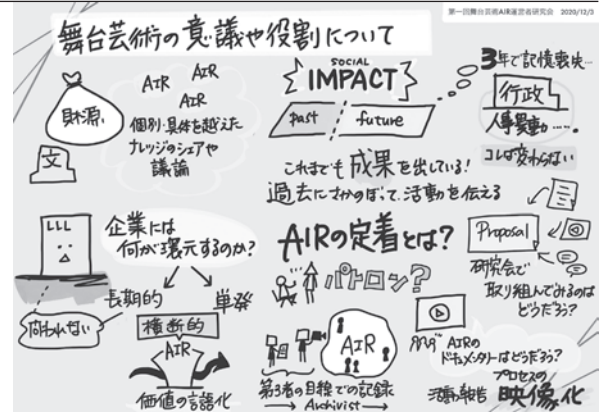 第一回舞台芸術AIR運営者研究会 2020/12/3
舞台芸術の意議や役割について
財源
文
AIR
AIR
AIR
個別・具体を越えた
ナレッジのシェアや
議論
SOCIAL
IMPACT
past
future
これまでも成果を出している!
過去にさかのぼって、活動を伝える
3年で記憶喪失…
行政
人事異動……
コレは変わらない
企業には
何が還元するのか?
長期的
単発
問われない
横断的
AIR
価値の言語化
AIRの定着とは?
パトロン?
AIR
第3者の目線での記録
Archivist
Proposal
研究会で
取り組んでみるのは
どうだろう?
AIRの
ドキュメンタリーはどうだろう?
プロセスの
活動報告 映像化